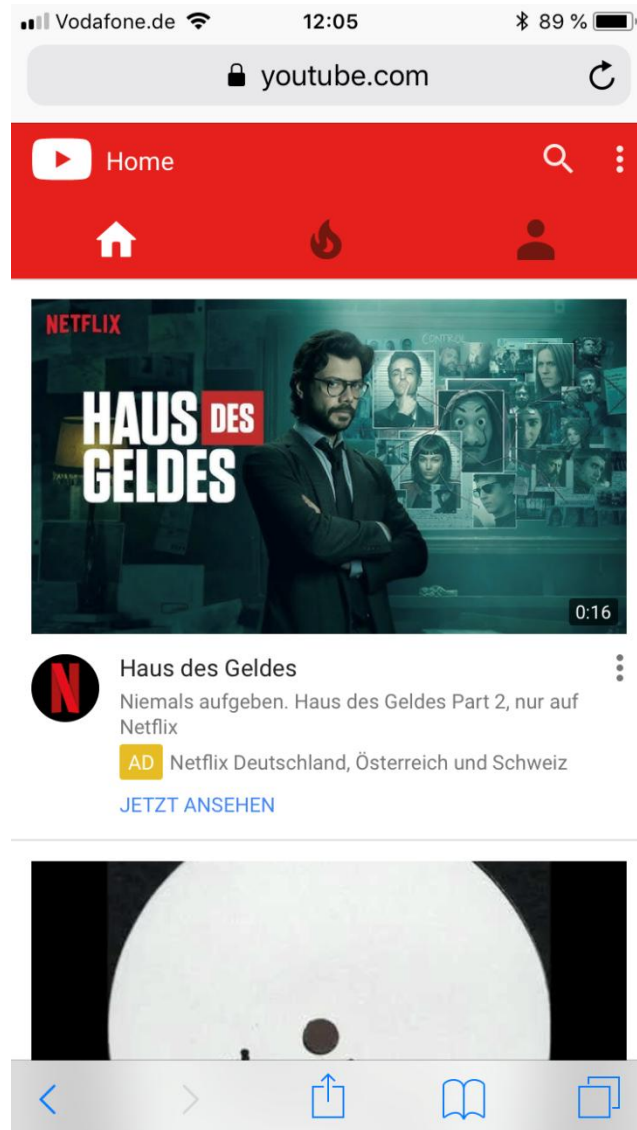 Vodafone.de 12:05 89 %
youtube.com
Home
NETFLIX
CONTROL
HAUS DES
GELDES
0:16
N
Haus des Geldes
Niemals aufgeben. Haus des Geldes Part 2, nur auf
Netflix
AD Netflix Deutschland, Österreich und Schweiz
JETZT ANSEHEN